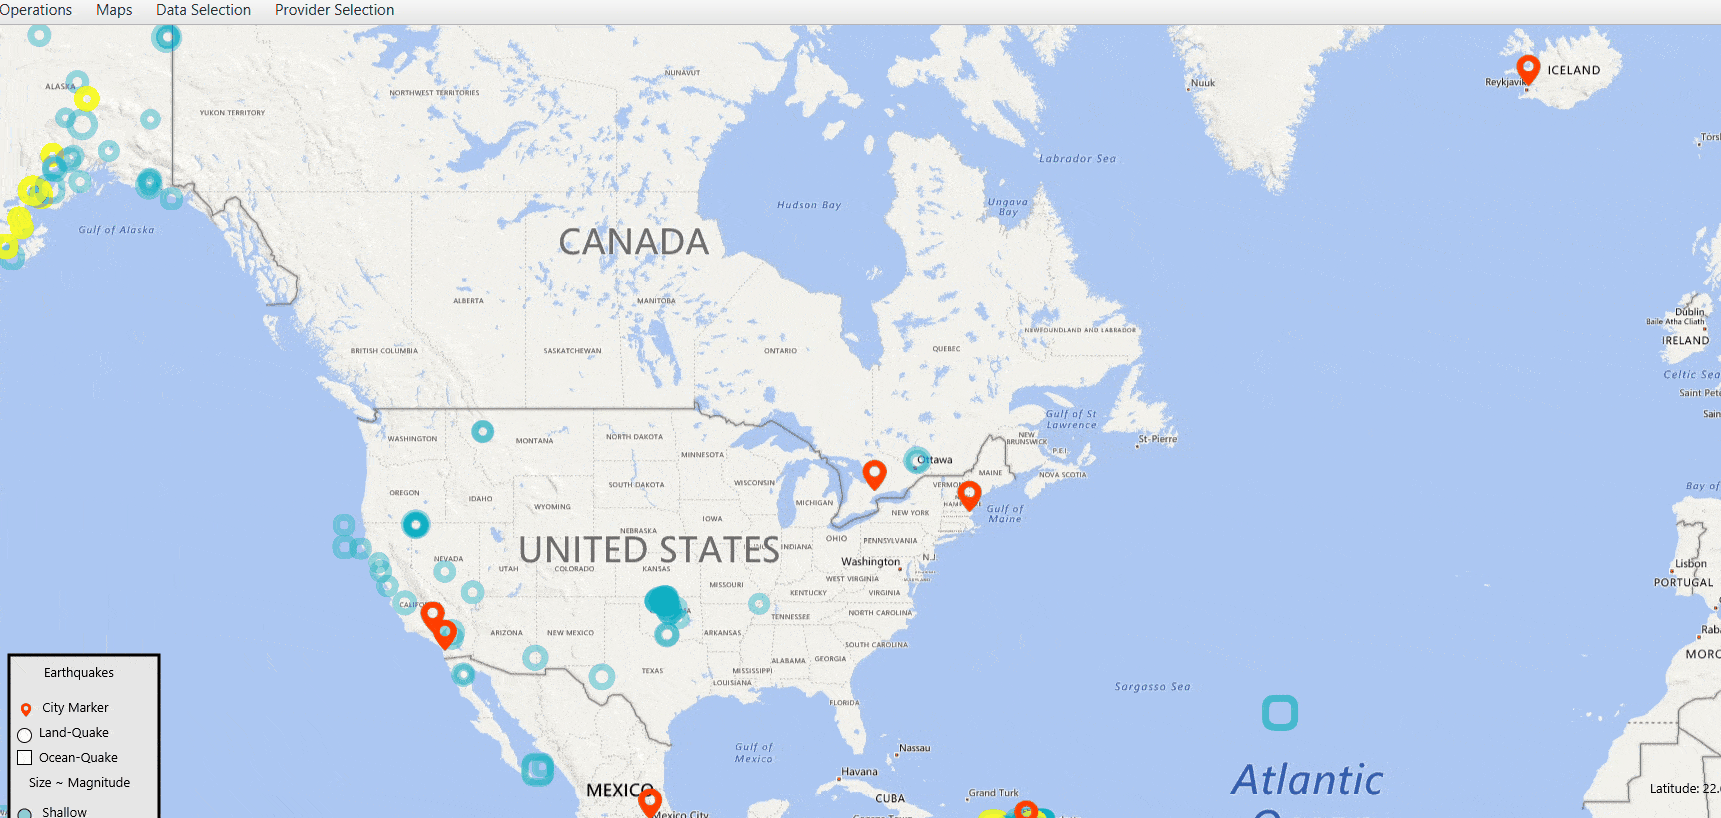 Operations Maps Data Selection Provider Selection
ICELAND
Reykjavik
Nuuk
NUNAVUT
ALASKA
NORTHWEST TERRITORIES
YUKON TERRITORY
Labrador Sea
Hudson Bay
Ungava
Bay
Gulf of Alaska
CANADA
ALBERTA
MANITOBA
Dublin
Baile Atha Cliath
IRELAND
NEWFOUNDLAND AND LABRADOR
BRITISH COLUMBIA
SASKATCHEWAN
ONTARIO
QUEBEC
Celtic Sea
Saint Pete
Sain
Gulf of St
Lawrence
WASHINGTON
MONTANA
NORTH DAKOTA
NEW
BRUNSWICK
St-Pierre
P.E.I.
MINNESOTA
Ottawa
MAINE
NOVA SCOTIA
OREGON
IDAHO
SOUTH DAKOTA
WISCONSIN
VERMO
Bay of
WYOMING
MICHIGAN
NEW YORK
HAMP
Gulf of
Maine
IOWA
NEBRASKA
OHIO
PENNSYLVANIA
UNITED STATES
INDIANA
NEVADA
UTAH
COLORADO
KANSAS
Washington
N.J.
Lisbon
PORTUGAL
MISSOURI
WEST VIRGINIA
MARYLAND
KENTUCKY
VIRGINIA
CALIFO
TENNESSEE
NORTH CAROLINA
ARIZONA
NEW MEXICO
ARKANSAS
Rab
SOUTH CAROLINA
MORO
TEXAS
MISSISSIPPI
ALABAMA
GEORGIA
LOUISIANA
Sargasso Sea
FLORIDA
Earthquakes
City Marker
Land-Quake
Ocean-Quake
Size ~ Magnitude
Shallow
Gulf of
Mexico
Nassau
Havana
MEXICO
CUBA
Grand Turk
Mexico City
Atlantic
Latitude: 22.